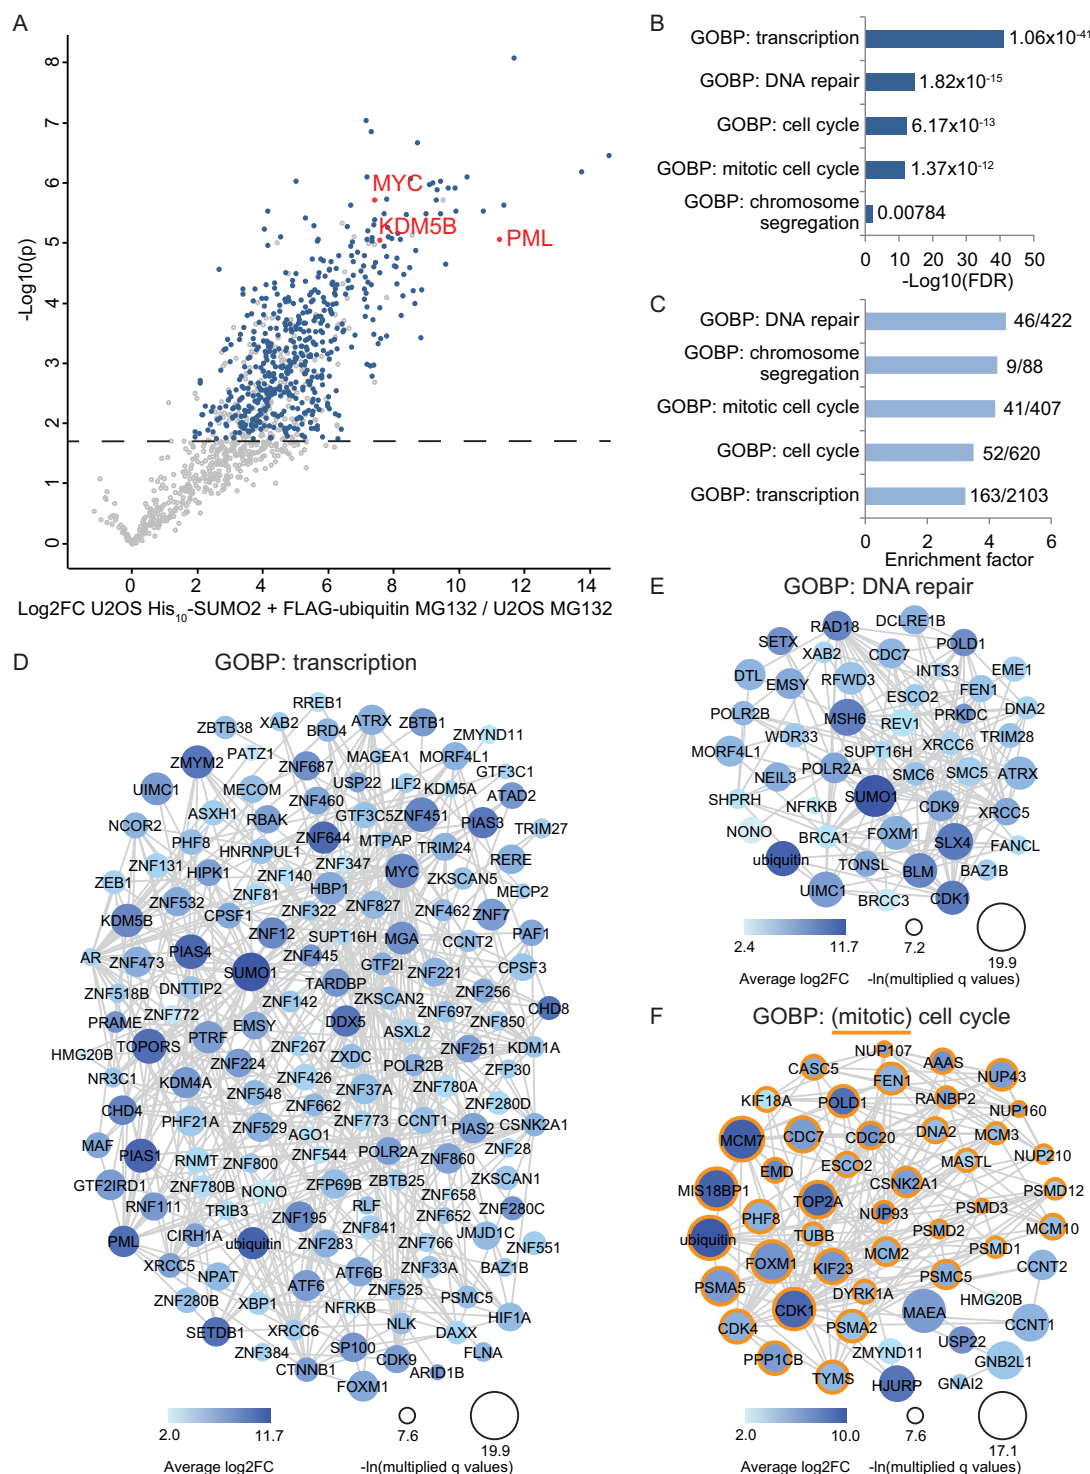 A
8
7
6
5
4
3
2
1
0
-Log10(p)
MYC
KDM5B
PML
0 2 4 6 8 10 12 14
Log2FC U2OS His10-SUMO2 + FLAG-ubiquitin MG132 / U2OS MG132
B
GOBP: transcription 1.06x10-41
GOBP: DNA repair 1.82x10-15
GOBP: cell cycle 6.17x10-13
GOBP: mitotic cell cycle 1.37x10-12
GOBP: chromosome
segregation 0.00784
0 10 20 30 40 50
-Log10(FDR)
C
GOBP: DNA repair 46/422
GOBP: chromosome
segregation 9/88
GOBP: mitotic cell cycle 41/407
GOBP: cell cycle 52/620
GOBP: transcription 163/2103
0 2 4 6
Enrichment factor
D
GOBP: transcription
RREB1
ZBTB38 XAB2 BRD4 ATRX ZBTB1
ZMYND11
ZMYM2 PATZ1 ZNF687 MAGEA1 MORF4L1
GTF3C1
UIMC1 MECOM USP22 ILF2 KDM5A ATAD2
ZNF460
NCOR2 ASXH1 RBAK GTF3C5 ZNF451 PIAS3
TRIM27
PHF8 HNRNPUL1 ZNF644 MTPAP TRIM24
ZNF131 HIPK1 ZNF140 ZNF347 MYC RERE
ZEB1 ZNF81 HBP1 ZKSCAN5 MECP2
ZNF532 CPSF1 ZNF322 ZNF827 ZNF462 ZNF7
KDM5B ZNF12 SUPT16H MGA CCNT2 PAF1
AR ZNF473 PIAS4 ZNF445 GTF2I ZNF221 CPSF3
SUMO1 TARDBP
ZNF518B DNTTIP2 ZNF142 ZKSCAN2 ZNF256
PRAME ZNF772 EMSY DDX5 ZNF697 ZNF850 CHD8
TOPORS PTRF ASXL2
HMG20B ZNF267 ZXDC ZNF251 KDM1A
NR3C1 ZNF224 ZNF426 POLR2B ZFP30
KDM4A ZNF548 ZNF37A ZNF780A
CHD4 ZNF662 ZNF280D
PHF21A ZNF529 ZNF773 CCNT1 PIAS2 CSNK2A1
MAF AGO1
PIAS1 RNMT ZNF800 ZNF544 POLR2A ZNF860 ZNF28
GTF2IRD1 ZNF780B NONO ZFP69B ZBTB25 ZKSCAN1
RNF111 TRIB3 RLF ZNF658 ZNF280C
ZNF195 ZNF652
PML CIRH1A ubiquitin ZNF283 ZNF841 ZNF766 JMJD1C ZNF551
XRCC5 NPAT ATF6 ATF6B ZNF33A BAZ1B
ZNF280B XBP1 NFRKB ZNF525 PSMC5
SETDB1 XRCC6 NLK DAXX HIF1A
ZNF384 SP100 FLNA
CTNNB1 CDK9 ARID1B
FOXM1
2.0 11.7
7.6 19.9
Average log2FC -ln(multiplied q values)
E
GOBP: DNA repair
RAD18 DCLRE1B
SETX XAB2 CDC7 POLD1
DTL EMSY RFWD3 INTS3 EME1
ESCO2 FEN1
POLR2B MSH6 REV1 PRKDC DNA2
WDR33 XRCC6 TRIM28
MORF4L1 SUPT16H
NEIL3 POLR2A SMC6 SMC5 ATRX
SHPRH NFRKB SUMO1 CDK9 XRCC5
NONO BRCA1 FOXM1 SLX4 FANCL
ubiquitin TONSL BLM BAZ1B
UIMC1 BRCC3 CDK1
2.4 11.7
7.2 19.9
Average log2FC -ln(multiplied q values)
F
GOBP: (mitotic) cell cycle
NUP107
CASC5 FEN1 AAAS NUP43
KIF18A POLD1 RANBP2 NUP160
MCM7 CDC7 CDC20 DNA2 MCM3
EMD ESCO2 MASTL NUP210
MIS18BP1 TOP2A CSNK2A1 PSMD12
PHF8 NUP93 PSMD3
ubiquitin TUBB PSMD2 MCM10
FOXM1 KIF23 MCM2 PSMD1
PSMA5 DYRK1A PSMC5 CCNT2
CDK1 MAEA HMG20B
CDK4 PSMA2 USP22 CCNT1
PPP1CB ZMYND11 GNB2L1
TYMS HJURP GNAI2
2.0 10.0
7.6 17.1
Average log2FC -ln(multiplied q values)